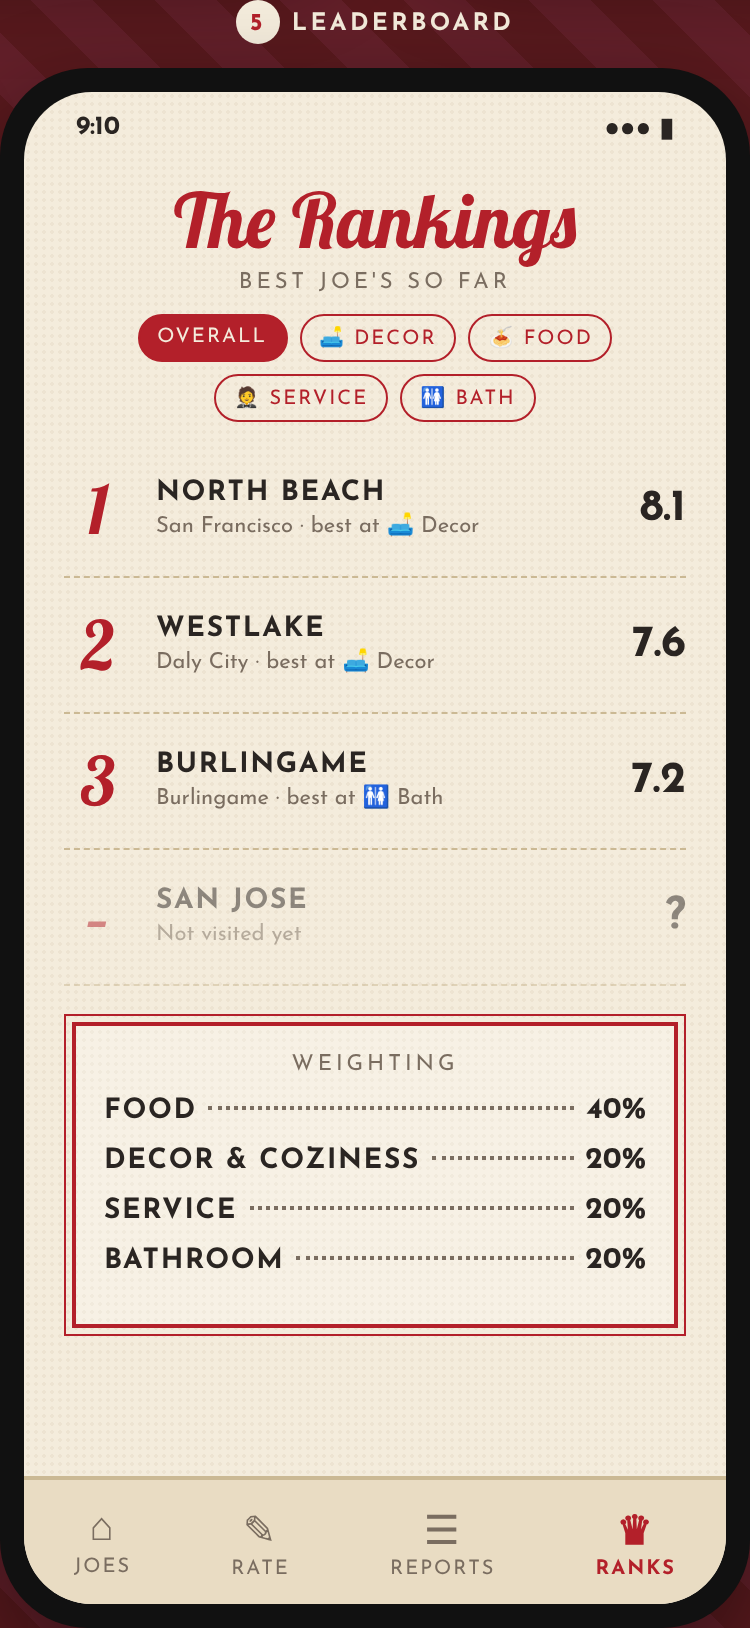 5 LEADERBOARD
9:10
The Rankings
BEST JOE'S SO FAR
OVERALL DECOR FOOD
SERVICE BATH
1 NORTH BEACH 8.1
San Francisco · best at Decor
2 WESTLAKE 7.6
Daly City · best at Decor
3 BURLINGAME 7.2
Burlingame · best at Bath
– SAN JOSE ?
Not visited yet
WEIGHTING
FOOD 40%
DECOR & COZINESS 20%
SERVICE 20%
BATHROOM 20%
JOES RATE REPORTS RANKS